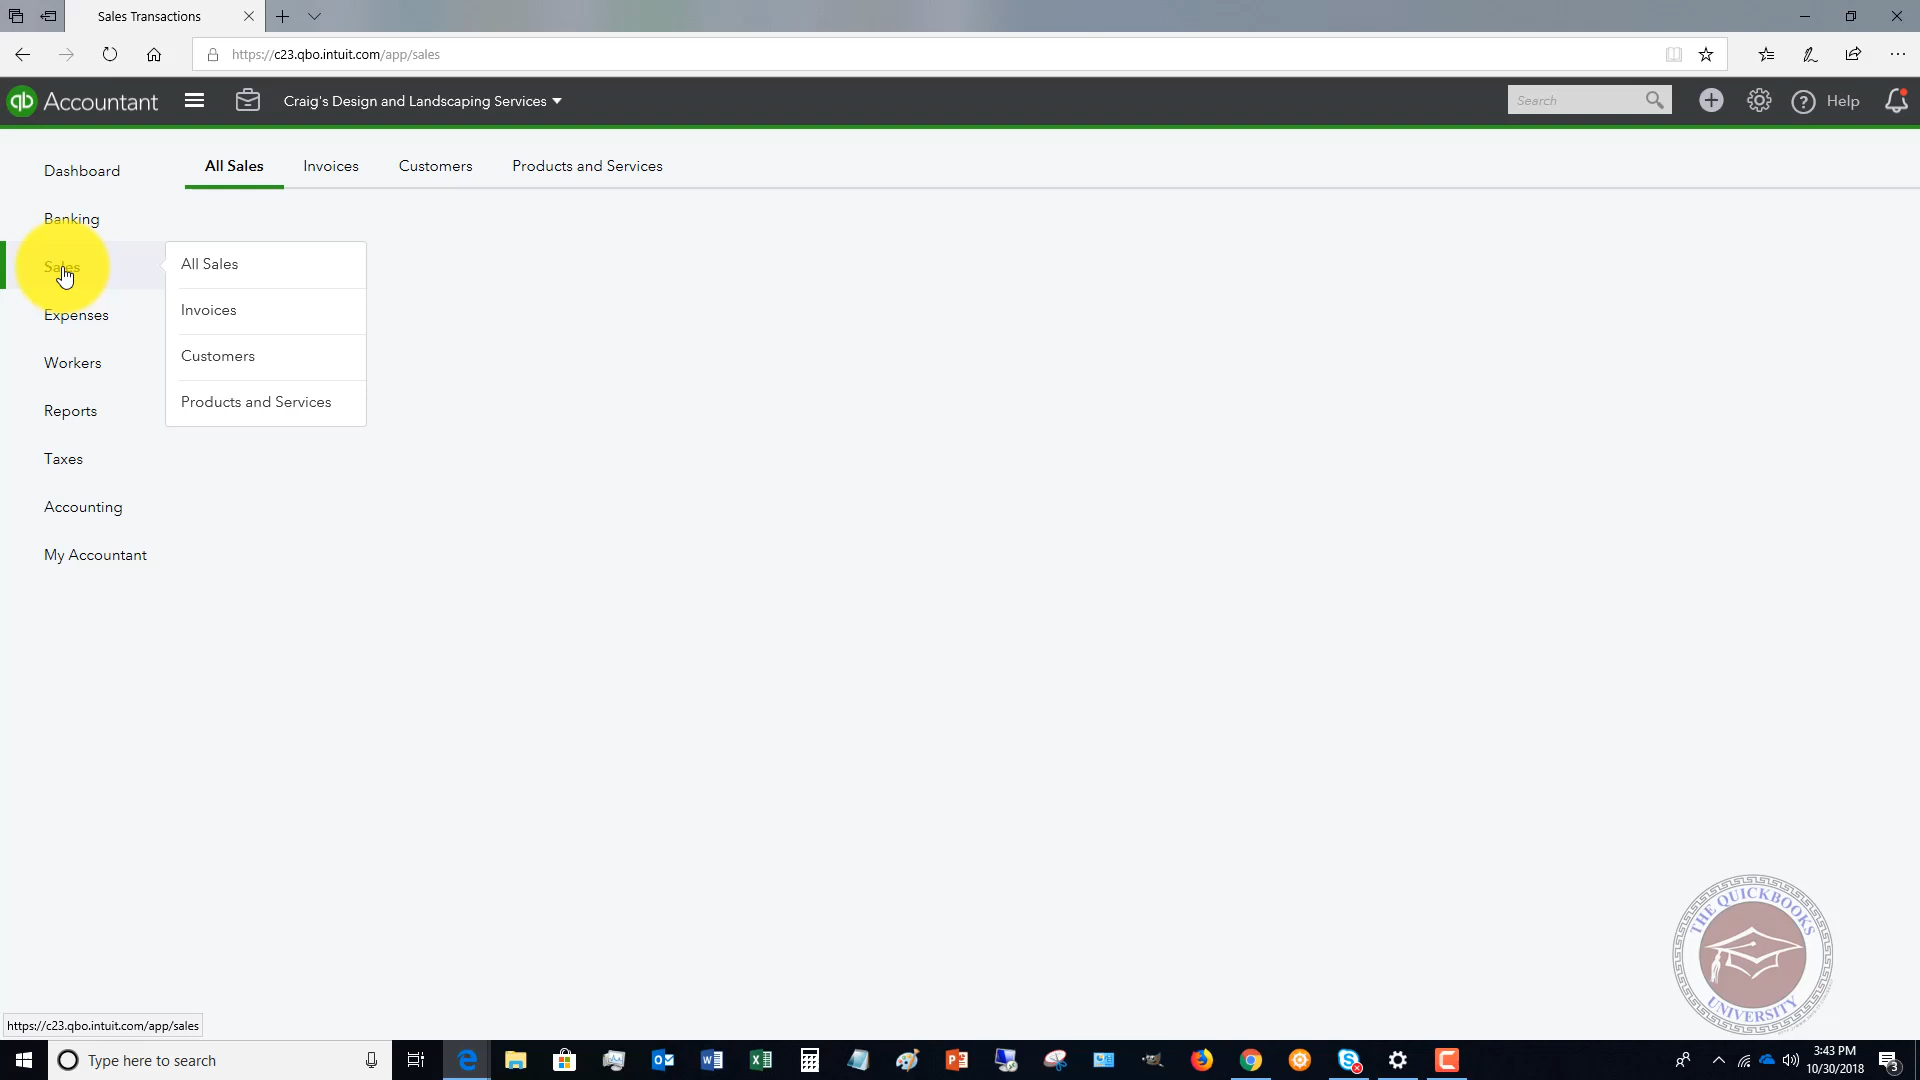 Sales Transactions
https://c23.qbo.intuit.com/app/sales
qb Accountant
Craig's Design and Landscaping Services
Search
Help
Dashboard
Banking
Sales
Expenses
Workers
Reports
Taxes
Accounting
My Accountant
All Sales Invoices Customers Products and Services
All Sales
Invoices
Customers
Products and Services
THE QUICKBOOKS
UNIVERSITY
https://c23.qbo.intuit.com/app/sales
Type here to search
3:43 PM
10/30/2018
3